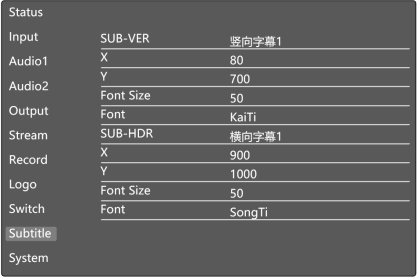 Status
Input
Audio1
Audio2
Output
Stream
Record
Logo
Switch
Subtitle
System
SUB-VER 竖向字幕1
X 80
Y 700
Font Size 50
Font KaiTi
SUB-HDR 横向字幕1
X 900
Y 1000
Font Size 50
Font SongTi